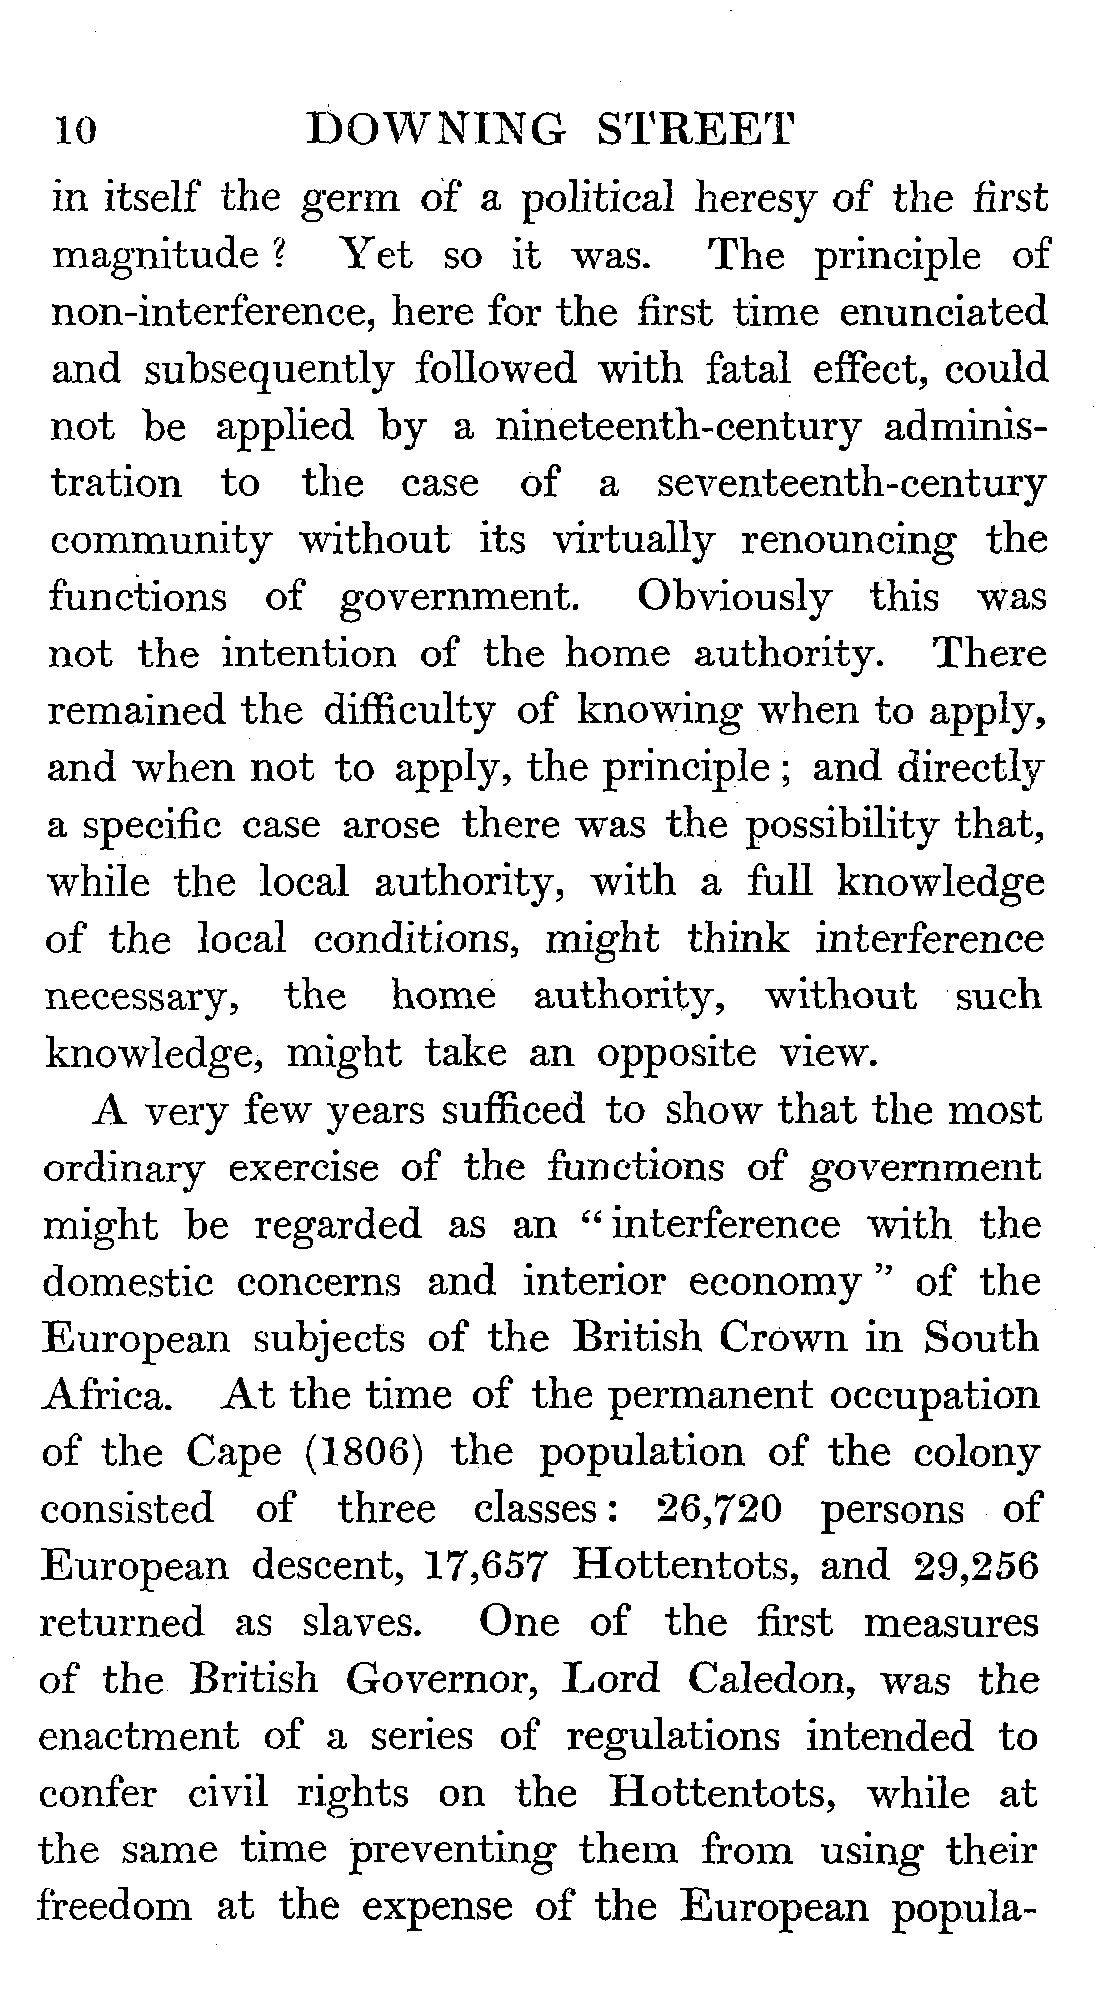 10 DOWNING STREET
in itself the germ of a political heresy of the first
magnitude ? Yet so it was. The principle of
non-interference, here for the first time enunciated
and subsequently followed with fatal effect, could
not be applied by a nineteenth-century adminis-
tration to the case of a seventeenth-century
community without its virtually renouncing the
functions of government. Obviously this was
not the intention of the home authority. There
remained the difficulty of knowing when to apply,
and when not to apply, the principle ; and directly
a specific case arose there was the possibility that,
while the local authority, with a full knowledge
of the local conditions, might think interference
necessary, the home authority, without such
knowledge, might take an opposite view.
A very few years sufficed to show that the most
ordinary exercise of the functions of government
might be regarded as an “ interference with the
domestic concerns and interior economy ” of the
European subjects of the British Crown in South
Africa. At the time of the permanent occupation
of the Cape (1806) the population of the colony
consisted of three classes : 26,720 persons of
European descent, 17,657 Hottentots, and 29,256
returned as slaves. One of the first measures
of the British Governor, Lord Caledon, was the
enactment of a series of regulations intended to
confer civil rights on the Hottentots, while at
the same time preventing them from using their
freedom at the expense of the European popula-